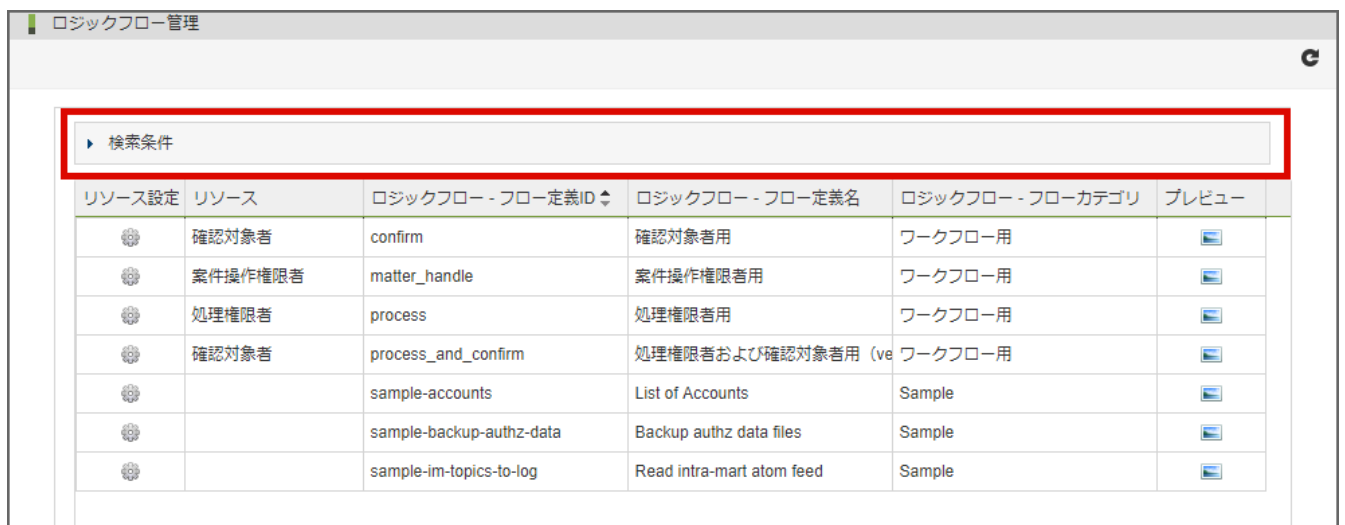 ロジックフロー管理
検索条件
リソース設定 リソース ロジックフロー - フロー定義ID ロジックフロー - フロー定義名 ロジックフロー - フローカテゴリ プレビュー
確認対象者 confirm 確認対象者用 ワークフロー用
案件操作権限者 matter_handle 案件操作権限者用 ワークフロー用
処理権限者 process 処理権限者用 ワークフロー用
確認対象者 process_and_confirm 処理権限者および確認対象者用（ve ワークフロー用
sample-accounts List of Accounts Sample
sample-backup-authz-data Backup authz data files Sample
sample-im-topics-to-log Read intra-mart atom feed Sample